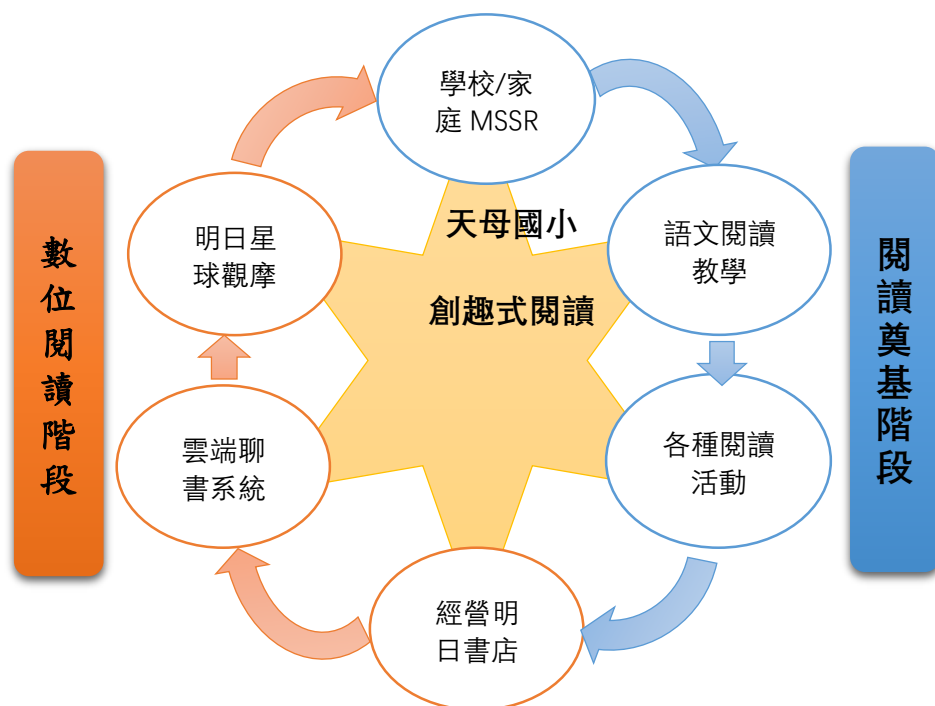 學校/家
庭 MSSR
天母國小
創趣式閱讀
語文閱讀
教學
各種閱讀
活動
經營明
日書店
雲端聊
書系統
明日星
球觀摩
數位閱讀階段
閱讀奠基階段